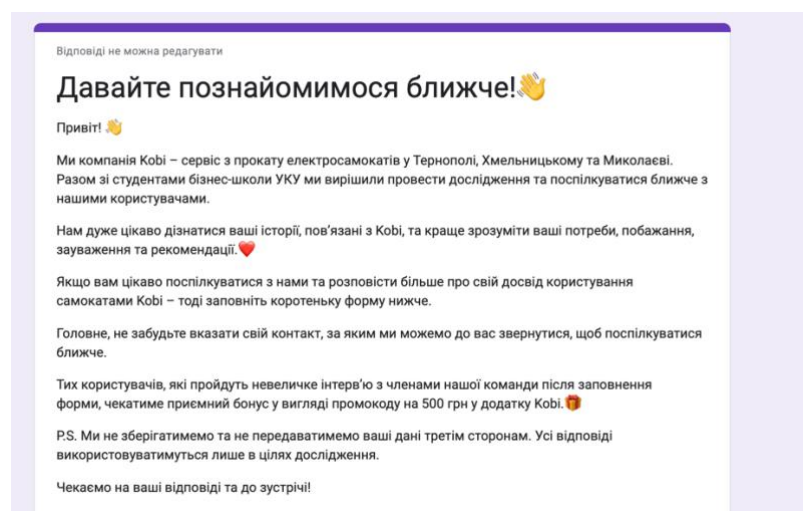 Відповіді не можна редагувати
Давайте познайомимося ближче!👋
Привіт! 👋
Ми компанія Kobi – сервіс з прокату електросамокатів у Тернополі, Хмельницькому та Миколаєві.
Разом зі студентами бізнес-школи УКУ ми вирішили провести дослідження та поспілкуватися ближче з
нашими користувачами.
Нам дуже цікаво дізнатися ваші історії, пов’язані з Kobi, та краще зрозуміти ваші потреби, побажання,
зауваження та рекомендації.❤️
Якщо вам цікаво поспілкуватися з нами та розповісти більше про свій досвід користування
самокатами Kobi – тоді заповніть коротеньку форму нижче.
Головне, не забудьте вказати свій контакт, за яким ми можемо до вас звернутися, щоб поспілкуватися
ближче.
Тих користувачів, які пройдуть невеличке інтерв’ю з членами нашої команди після заповнення
форми, чекатиме приємний бонус у вигляді промокоду на 500 грн у додатку Kobi.🎁
P.S. Ми не зберігатимемо та не передаватимемо ваші дані третім сторонам. Усі відповіді
використовуватимуться лише в цілях дослідження.
Чекаємо на ваші відповіді та до зустрічі!